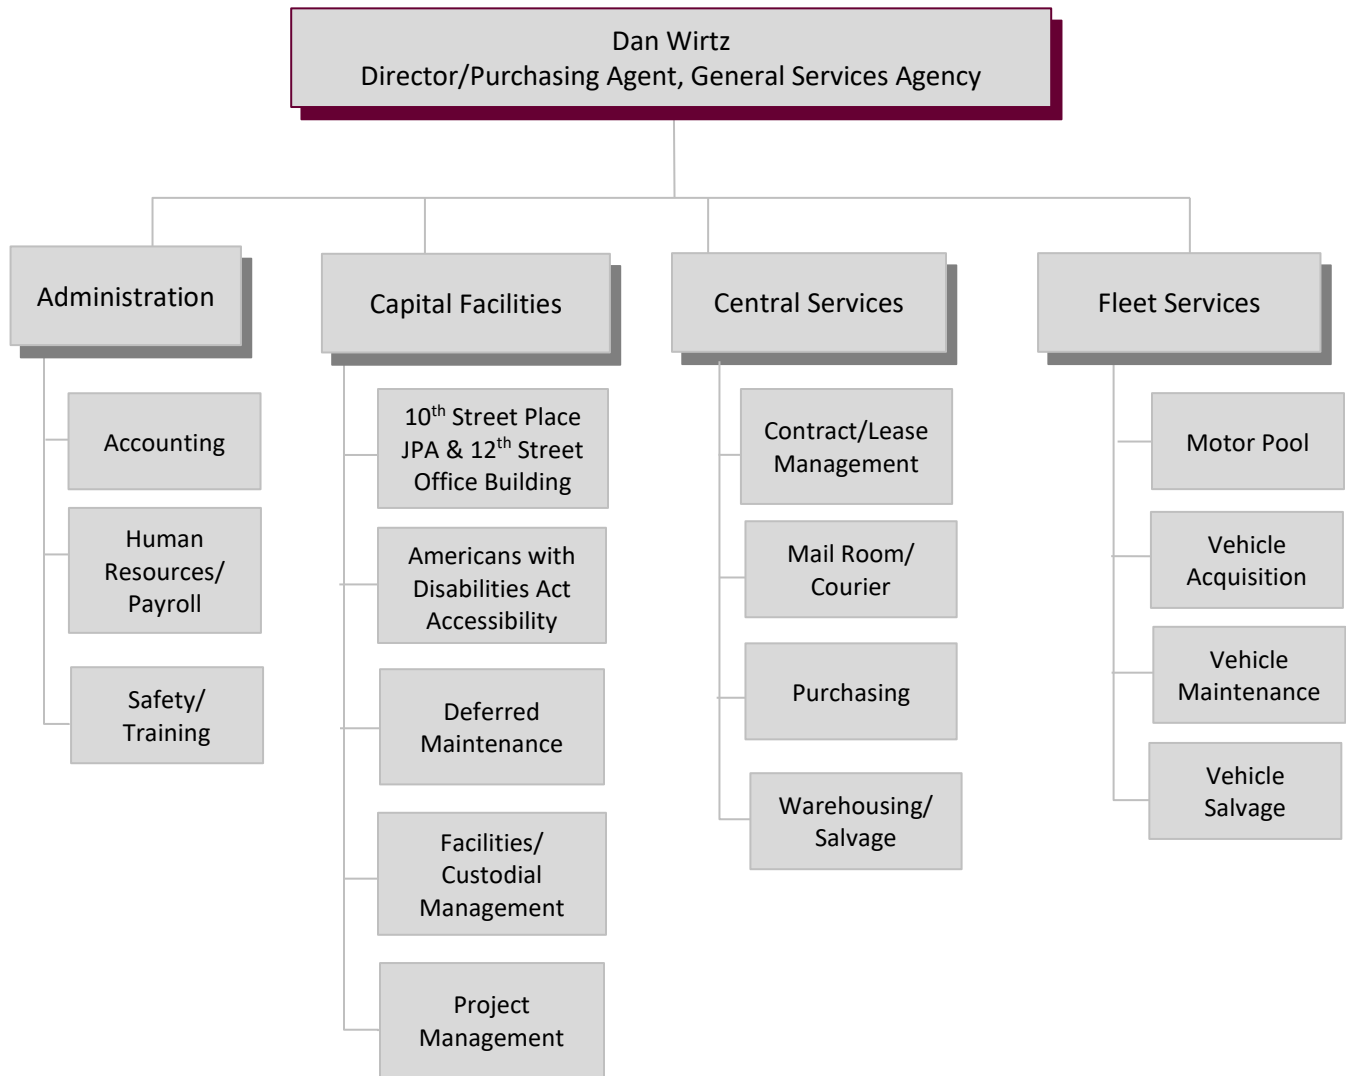 Dan Wirtz
Director/Purchasing Agent, General Services Agency
Administration
Accounting
Human
Resources/
Payroll
Safety/
Training
Capital Facilities
10th Street Place
JPA & 12th Street
Office Building
Americans with
Disabilities Act
Accessibility
Deferred
Maintenance
Facilities/
Custodial
Management
Project
Management
Central Services
Contract/Lease
Management
Mail Room/
Courier
Purchasing
Warehousing/
Salvage
Fleet Services
Motor Pool
Vehicle
Acquisition
Vehicle
Maintenance
Vehicle
Salvage